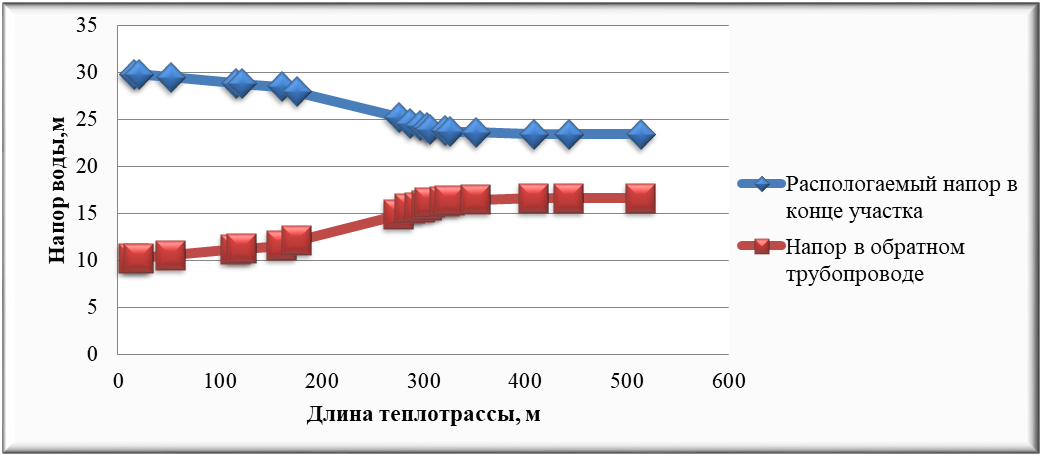 35
30
25
20
15
10
5
0
0 100 200 300 400 500 600
Напор воды,м
Длина теплотрассы, м
Распологаемый напор в
конце участка
Напор в обратном
трубопроводе